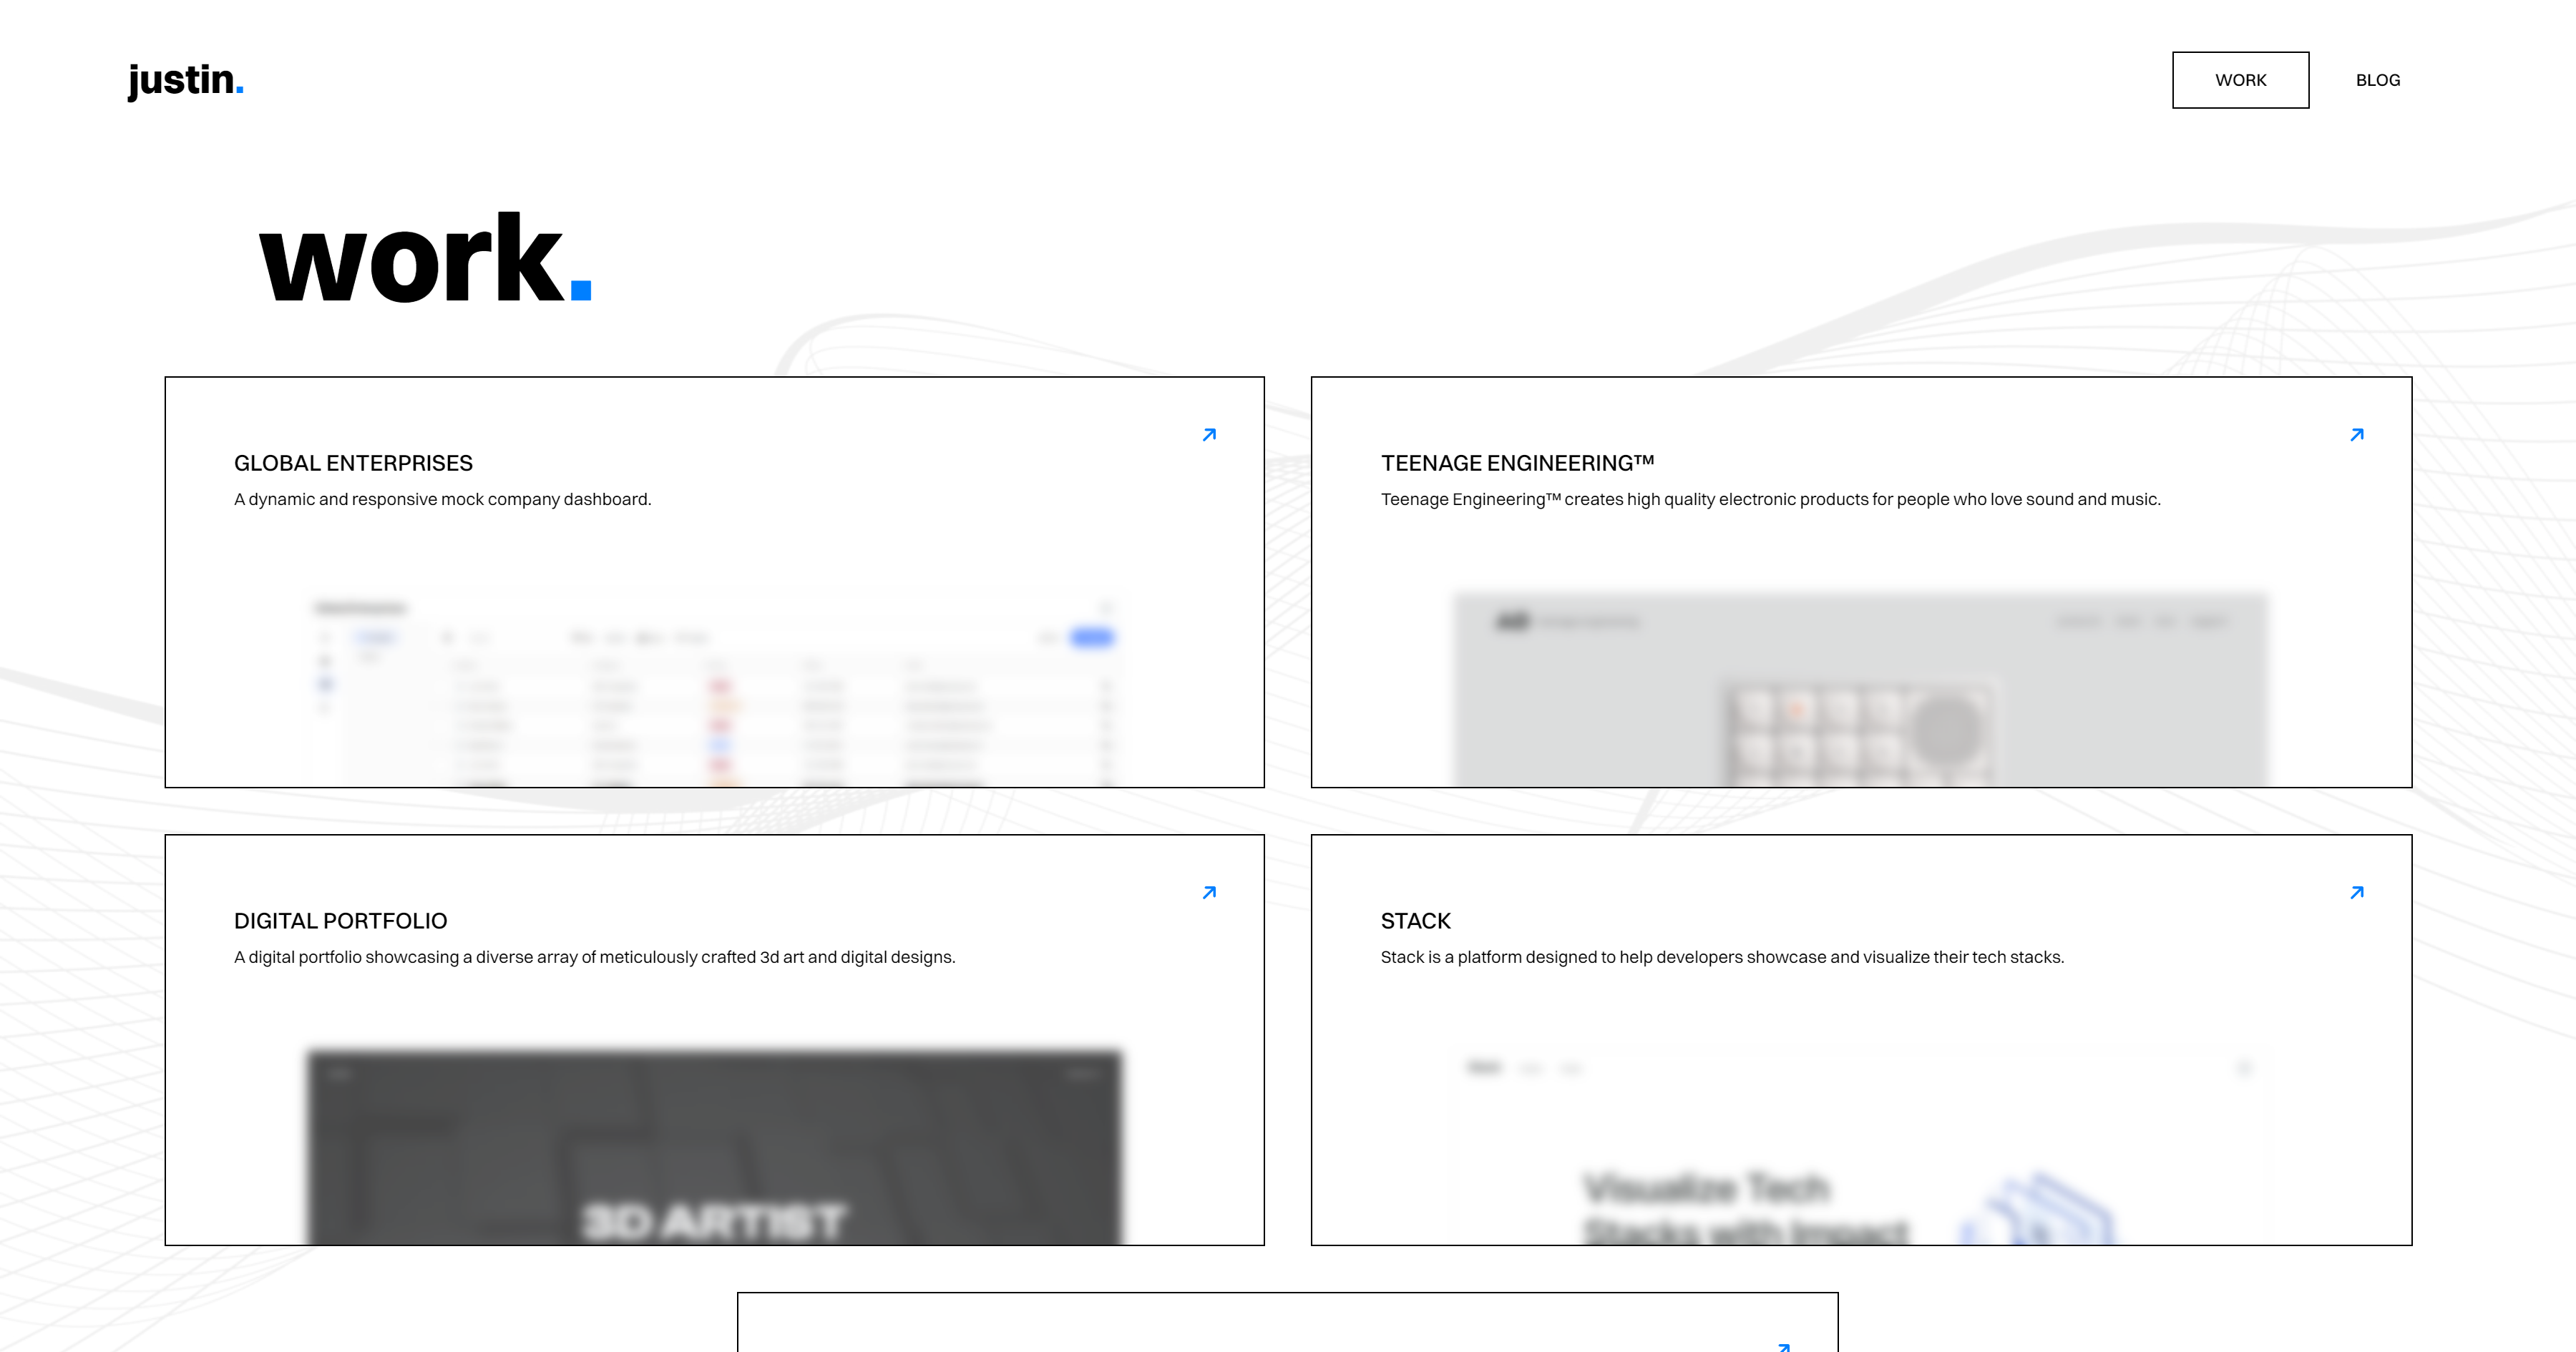 justin.
WORK
BLOG
work.
GLOBAL ENTERPRISES
A dynamic and responsive mock company dashboard.
TEENAGE ENGINEERING™
Teenage Engineering™ creates high quality electronic products for people who love sound and music.
DIGITAL PORTFOLIO
A digital portfolio showcasing a diverse array of meticulously crafted 3d art and digital designs.
3D ARTIST
STACK
Stack is a platform designed to help developers showcase and visualize their tech stacks.
Visualize Tech
Stacks with Impact